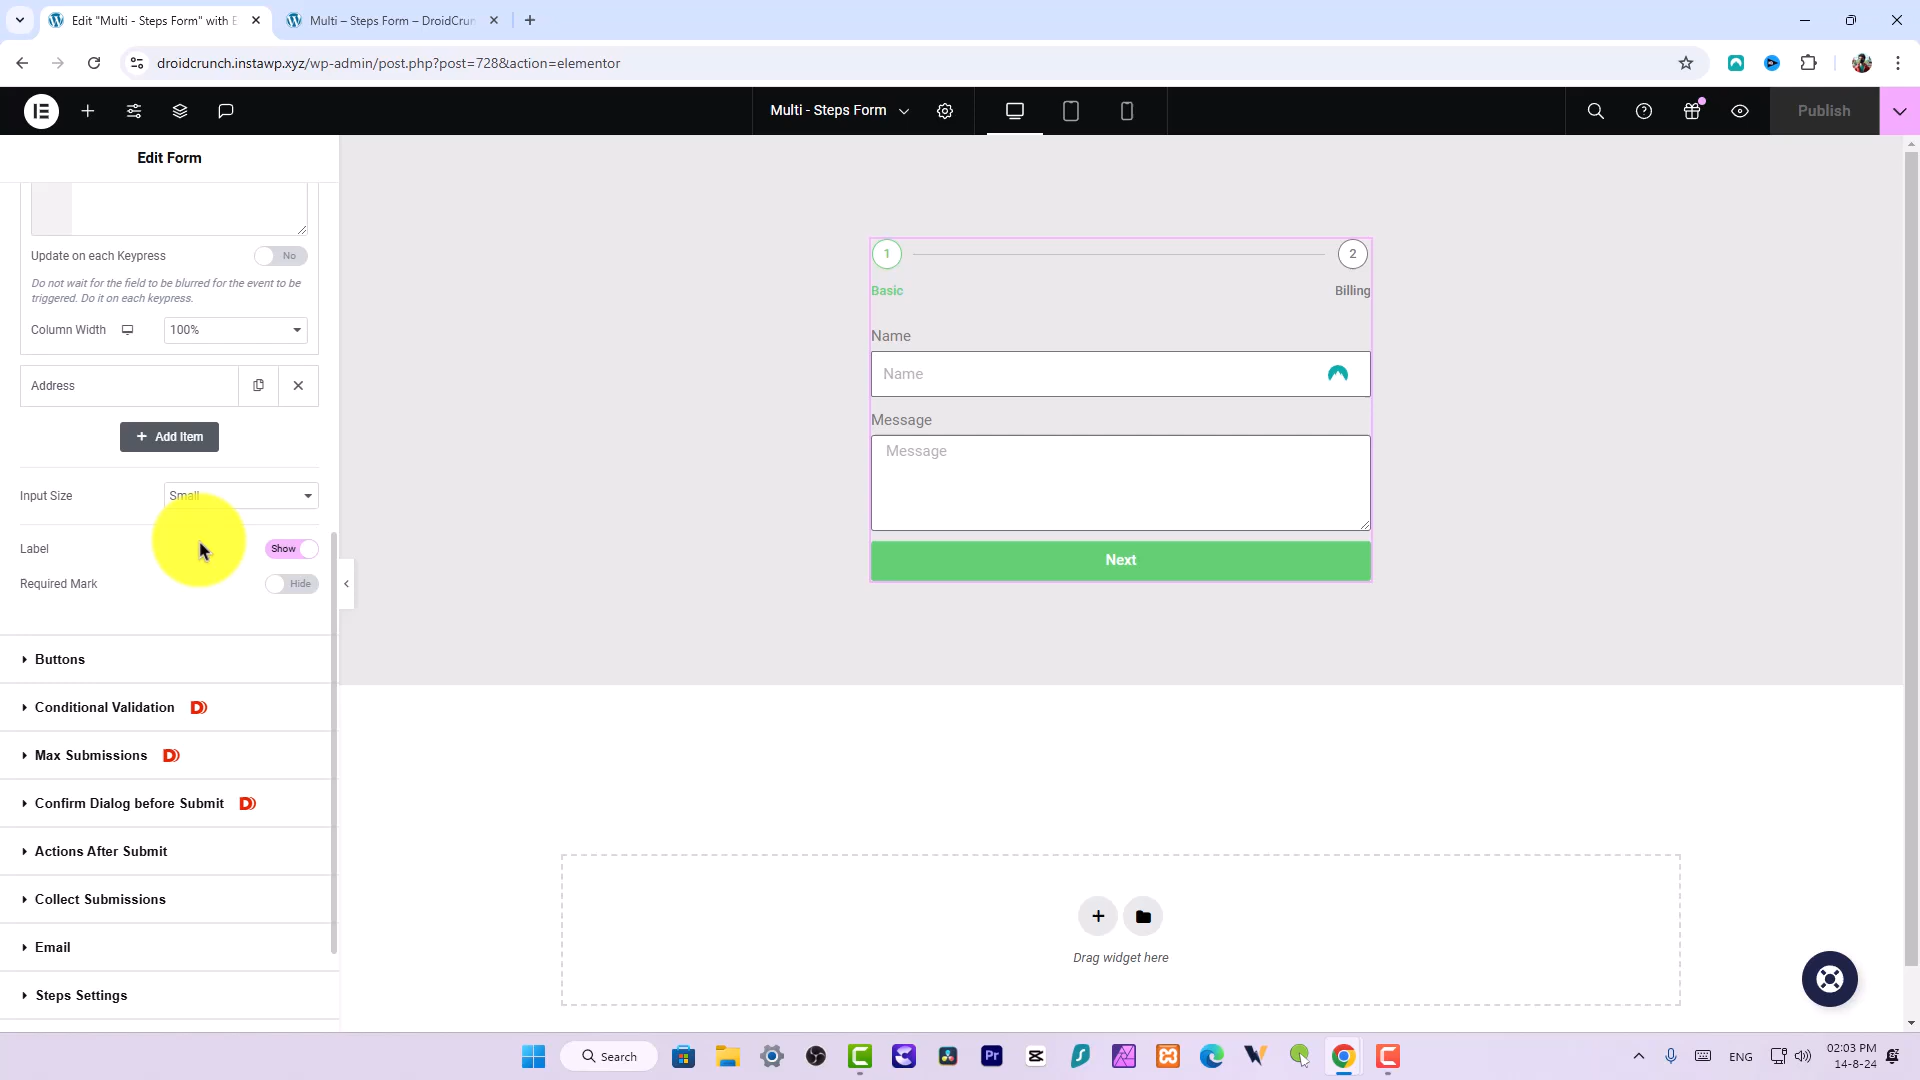 Edit "Multi - Steps Form" with E
Multi – Steps Form – DroidCrun
droidcrunch.instawp.xyz/wp-admin/post.php?post=728&action=elementor
Multi - Steps Form
Publish
Edit Form
Update on each Keypress
No
Do not wait for the field to be blurred for the event to be
triggered. Do it on each keypress.
Column Width
100%
Address
+ Add Item
Input Size
Small
Label
Show
Required Mark
Hide
Buttons
Conditional Validation
Max Submissions
Confirm Dialog before Submit
Actions After Submit
Collect Submissions
Email
Steps Settings
1
2
Basic
Billing
Name
Name
Message
Message
Next
Drag widget here
Search
Pr
ENG
02:03 PM
14-8-24